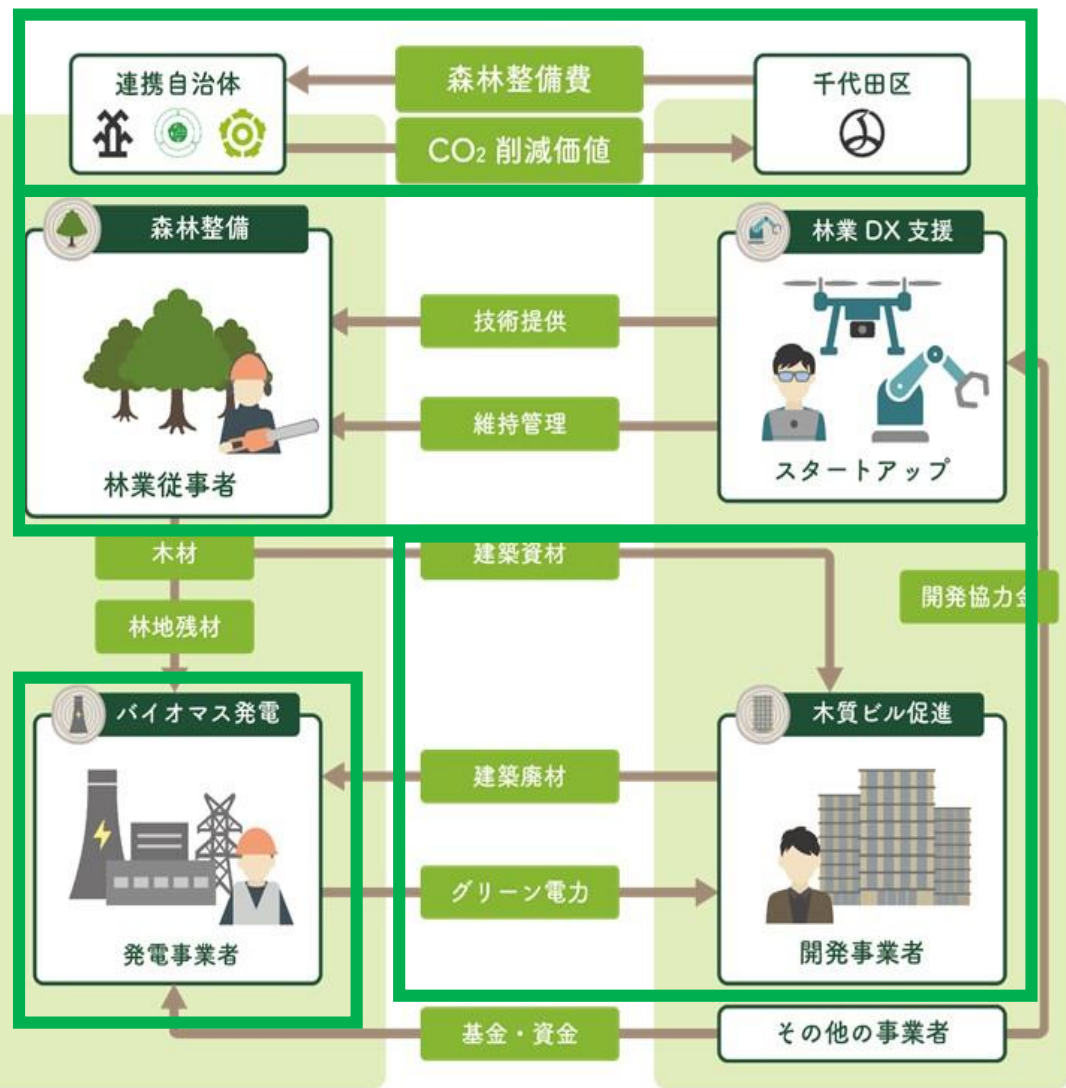 連携自治体
森林整備費
千代田区
CO₂ 削減価値
森林整備
林業 DX 支援
技術提供
維持管理
林業従事者
スタートアップ
木材
建築資材
開発協力金
林地残材
バイオマス発電
木質ビル促進
建築廃材
グリーン電力
発電事業者
開発事業者
基金・資金
その他の事業者